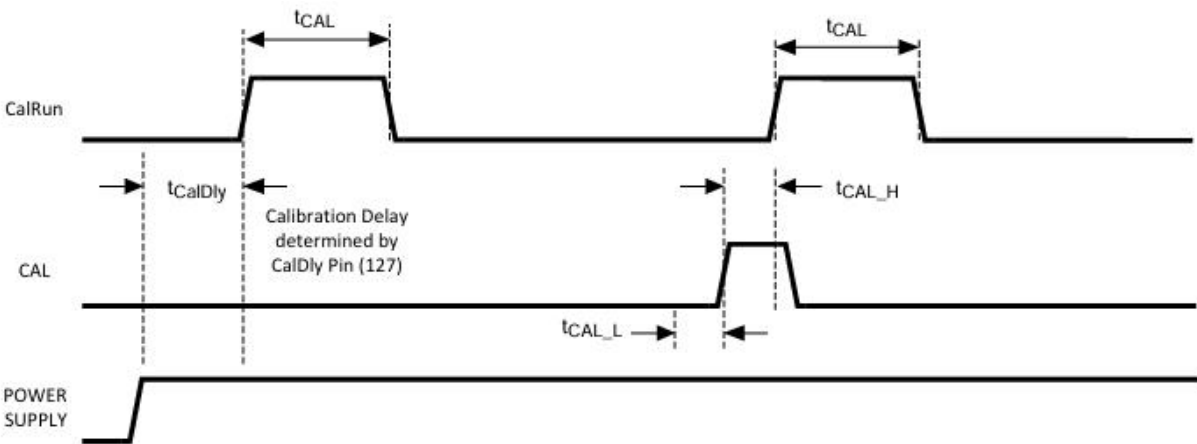 tCAL
tCAL
CalRun
tCalDly
tCAL_H
Calibration Delay
determined by
CalDly Pin (127)
CAL
tCAL_L
POWER
SUPPLY